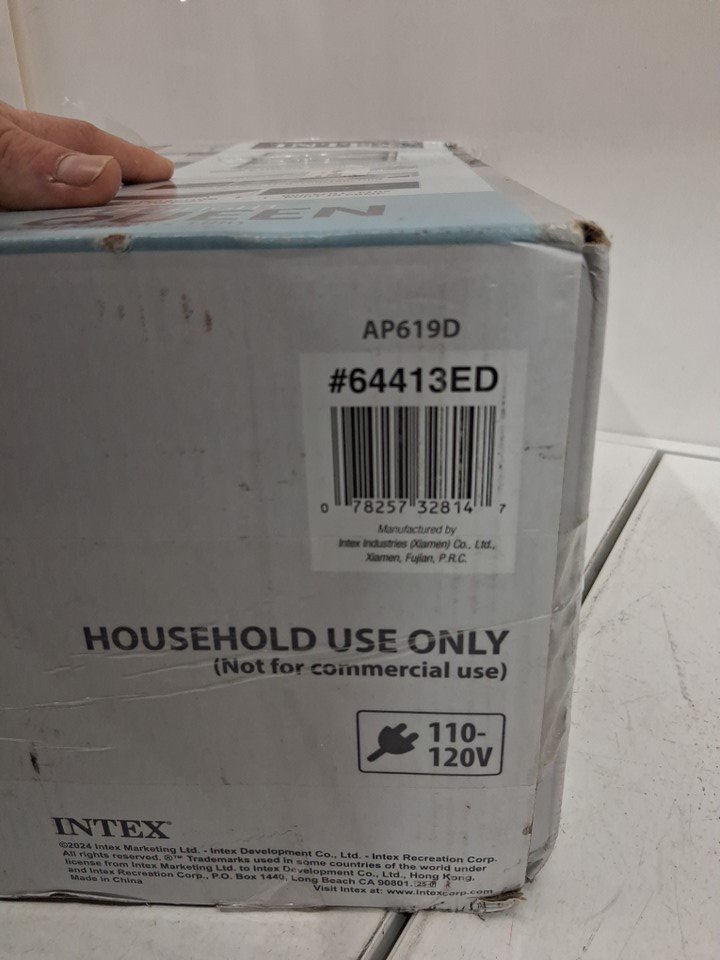 INTEX
QUEEN
AP619D
#64413ED
0 78257 32814 7
Manufactured by
Intex Industries (Xiamen) Co., Ltd.,
Xiamen, Fujian, P.R.C.
HOUSEHOLD USE ONLY
(Not for commercial use)
110-
120V
INTEX®
©2024 Intex Marketing Ltd. - Intex Development Co., Ltd. - Intex Recreation Corp.
All rights reserved. ®™ Trademarks used in some countries of the world under
license from Intex Marketing Ltd. to Intex Development Co., Ltd., Hong Kong,
and Intex Recreation Corp., P.O. Box 1440, Long Beach CA 90801.
Made in China
Visit Intex at: www.intexcorp.com